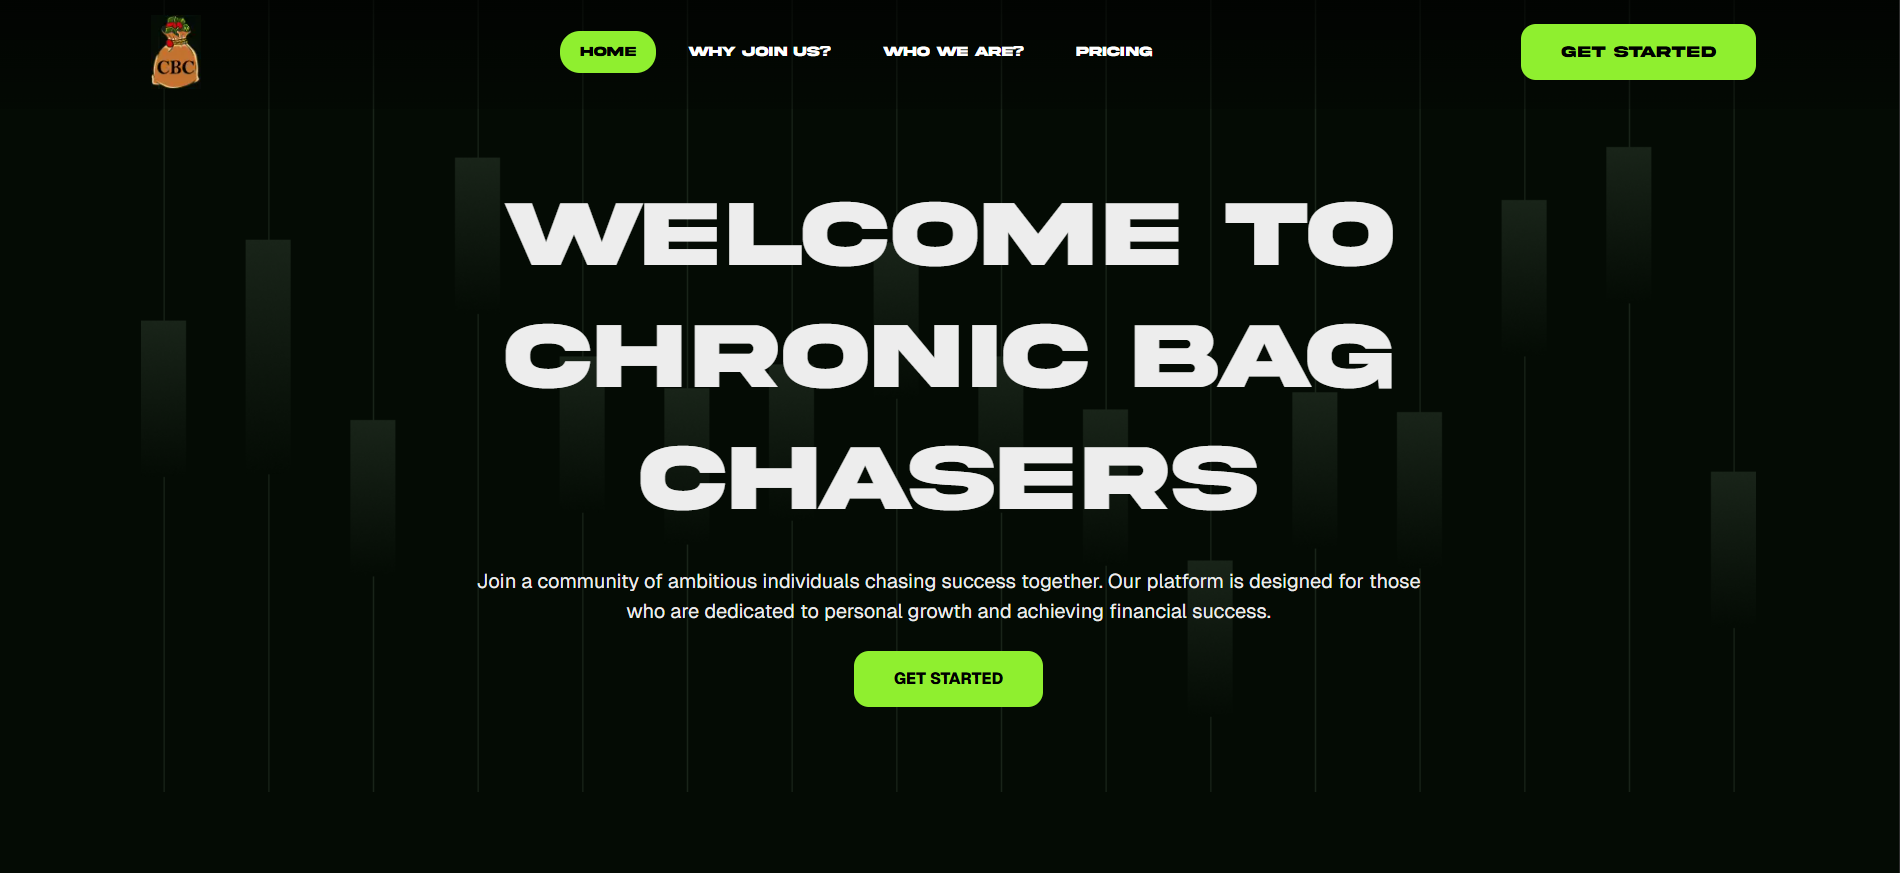 CBC
HOME
WHY JOIN US?
WHO WE ARE?
PRICING
GET STARTED
WELCOME TO
CHRONIC BAG
CHASERS
Join a community of ambitious individuals chasing success together. Our platform is designed for those
who are dedicated to personal growth and achieving financial success.
GET STARTED